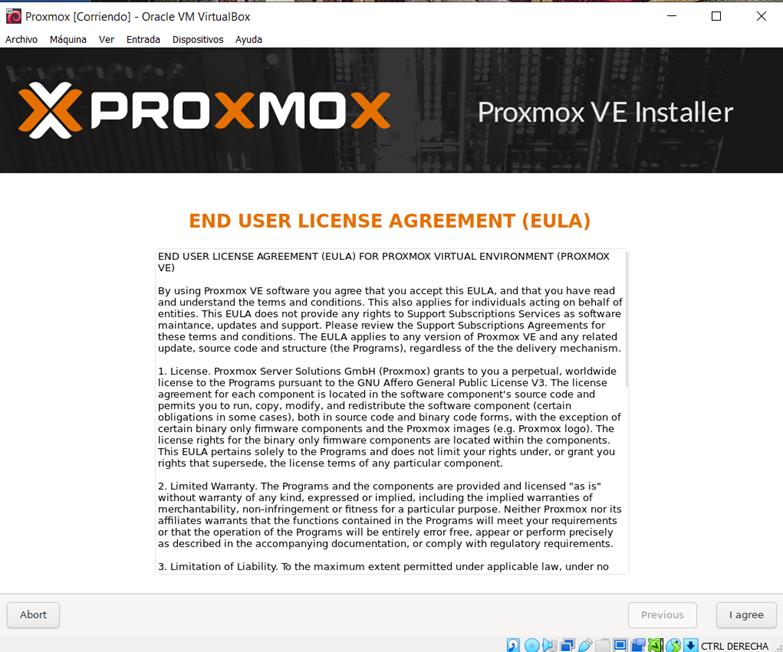 Proxmox [Corriendo] - Oracle VM VirtualBox
Archivo Máquina Ver Entrada Dispositivos Ayuda
PROXMOX
Proxmox VE Installer
END USER LICENSE AGREEMENT (EULA)
END USER LICENSE AGREEMENT (EULA) FOR PROXMOX VIRTUAL ENVIRONMENT (PROXMOX
VE)
By using Proxmox VE software you agree that you accept this EULA, and that you have read
and understand the terms and conditions. This also applies for individuals acting on behalf of
entities. This EULA does not provide any rights to Support Subscriptions Services as software
maintance, updates and support. Please review the Support Subscriptions Agreements for
these terms and conditions. The EULA applies to any version of Proxmox VE and any related
update, source code and structure (the Programs), regardless of the the delivery mechanism.
1. License. Proxmox Server Solutions GmbH (Proxmox) grants to you a perpetual, worldwide
license to the Programs pursuant to the GNU Affero General Public License V3. The license
agreement for each component is located in the software component's source code and
permits you to run, copy, modify, and redistribute the software component (certain
obligations in some cases), both in source code and binary code forms, with the exception of
certain binary only firmware components and the Proxmox images (e.g. Proxmox logo). The
license rights for the binary only firmware components are located within the components.
This EULA pertains solely to the Programs and does not limit your rights under, or grant you
rights that supersede, the license terms of any particular component.
2. Limited Warranty. The Programs and the components are provided and licensed "as is"
without warranty of any kind, expressed or implied, including the implied warranties of
merchantability, non-infringement or fitness for a particular purpose. Neither Proxmox nor its
affiliates warrants that the functions contained in the Programs will meet your requirements
or that the operation of the Programs will be entirely error free, appear or perform precisely
as described in the accompanying documentation, or comply with regulatory requirements.
3. Limitation of Liability. To the maximum extent permitted under applicable law, under no
Abort Previous I agree
CTRL DERECHA